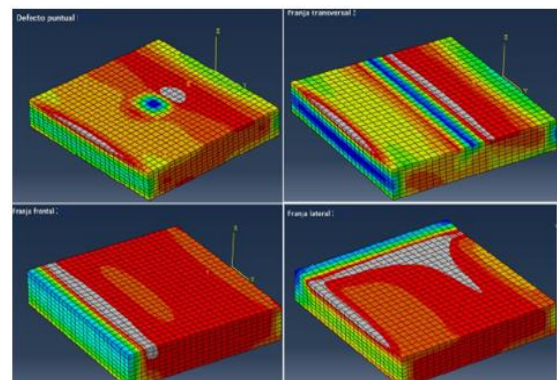 Defecto puntual :
Franja transversal :
Franja frontal :
Franja lateral :